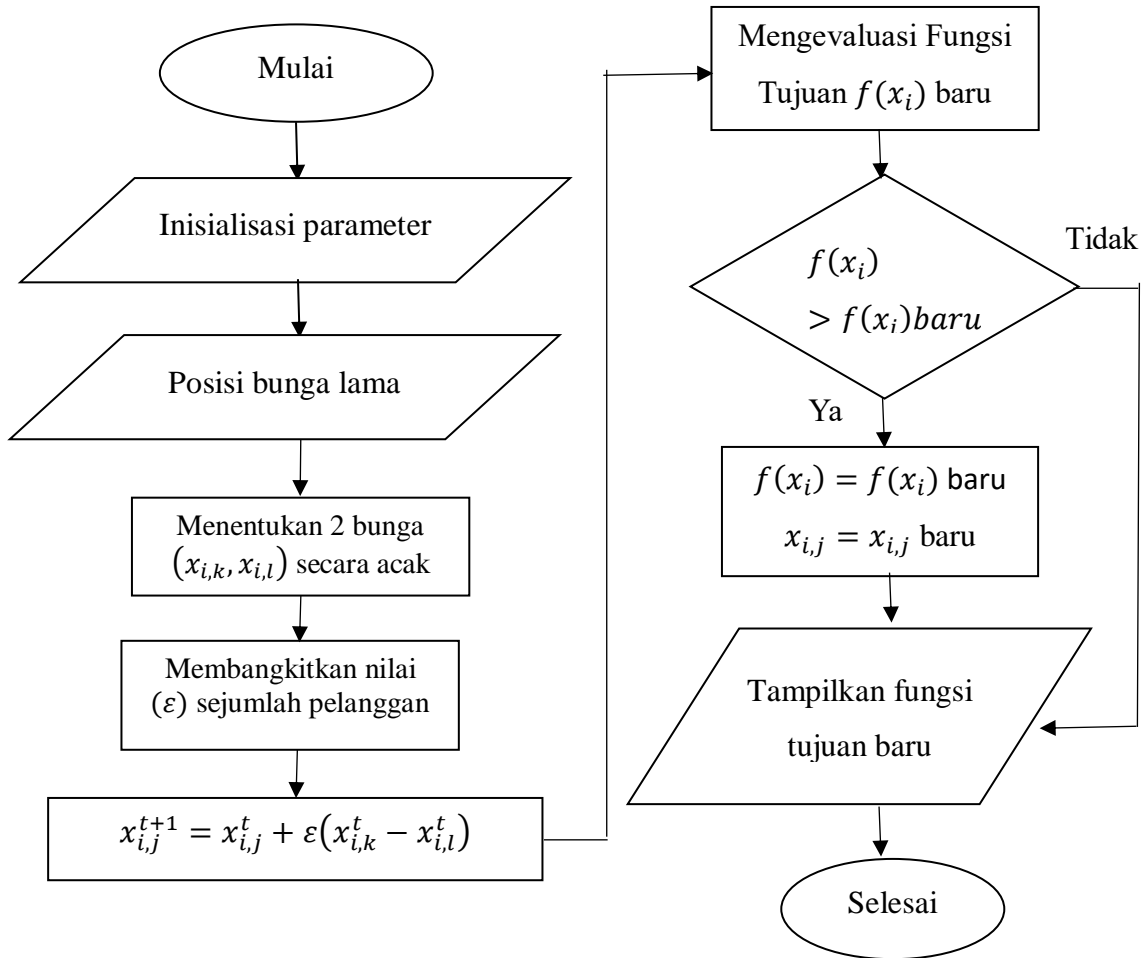 Mulai
Inisialisasi parameter
Posisi bunga lama
Menentukan 2 bunga
(x_{i,k}, x_{i,l}) secara acak
Membangkitkan nilai
(ε) sejumlah pelanggan
x_{i,j}^{t+1} = x_{i,j}^{t} + ε(x_{i,k}^{t} − x_{i,l}^{t})
Mengevaluasi Fungsi
Tujuan f(x_i) baru
Tidak
f(x_i)
> f(x_i)baru
Ya
f(x_i) = f(x_i) baru
x_{i,j} = x_{i,j} baru
Tampilkan fungsi
tujuan baru
Selesai